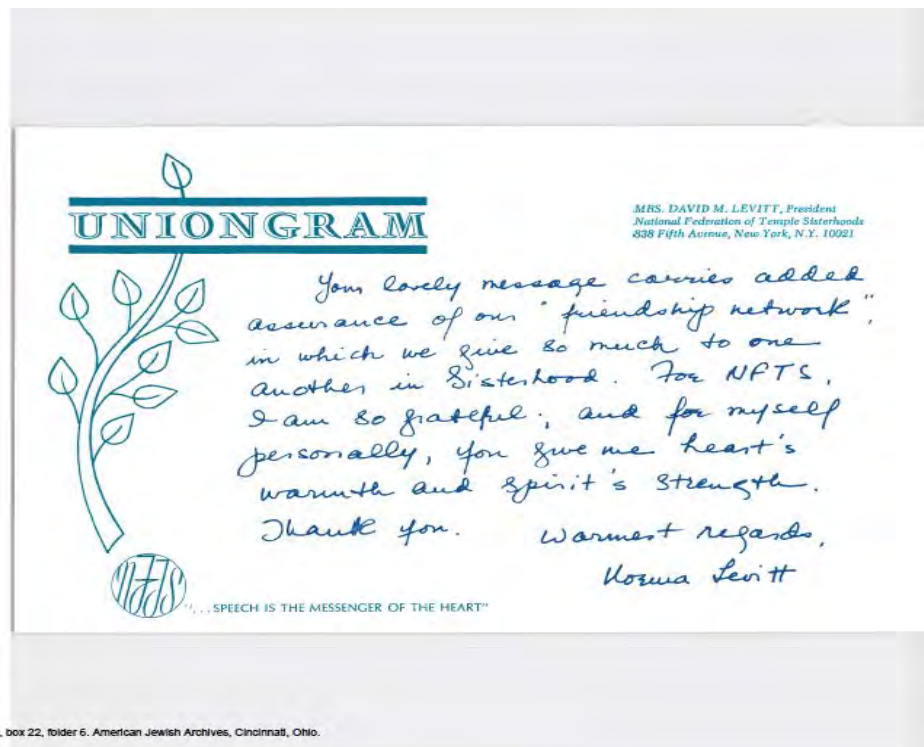 UNIONGRAM
MRS. DAVID M. LEVITT, President
National Federation of Temple Sisterhoods
838 Fifth Avenue, New York, N.Y. 10021
Your lovely message carries added
assurance of our "friendship network",
in which we give so much to one
another in Sisterhood. For NFTS,
I am so grateful; and for myself
personally, you give me heart's
warmth and spirit's strength.
Thank you. Warmest regards,
Norma Levitt
nfts
"...SPEECH IS THE MESSENGER OF THE HEART"
, box 22, folder 6. American Jewish Archives, Cincinnati, Ohio.